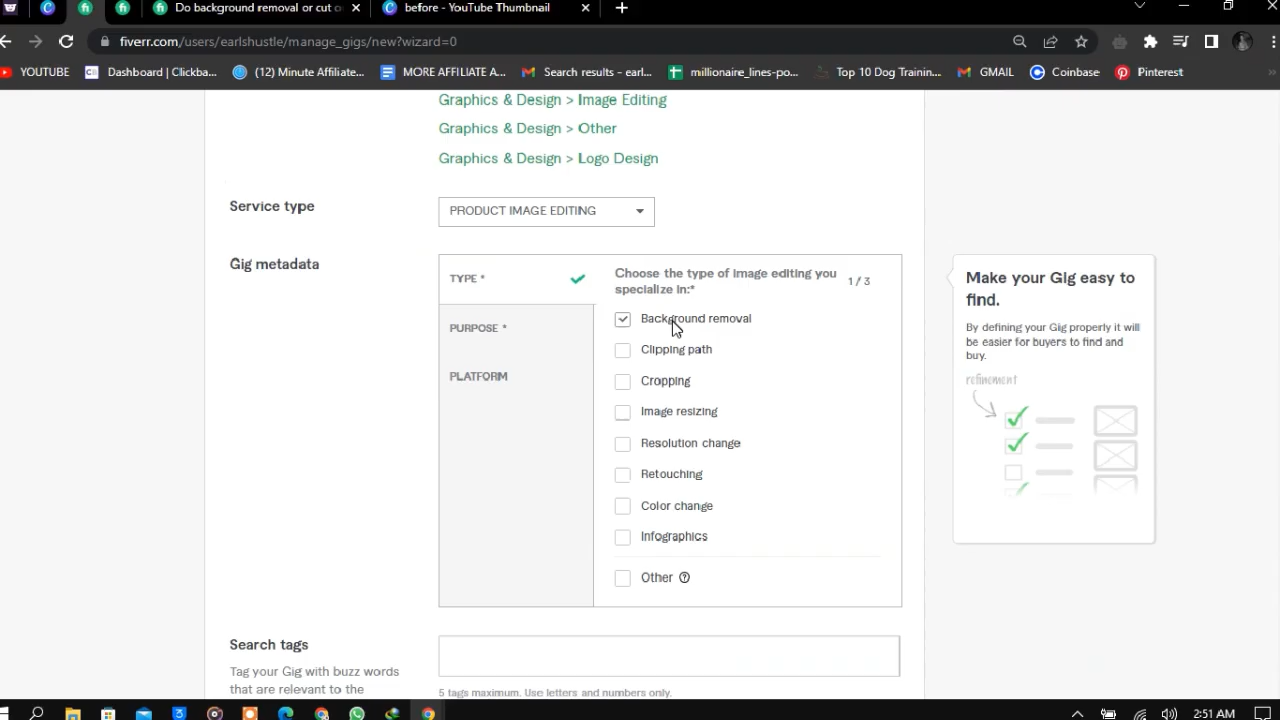 Do background removal or cut o
before - YouTube Thumbnail
fiverr.com/users/earlshustle/manage_gigs/new?wizard=0
YOUTUBE
Dashboard | Clickba...
(12) Minute Affiliate...
MORE AFFILIATE A...
Search results - earl...
millionaire_lines-po...
Top 10 Dog Trainin...
GMAIL
Coinbase
Pinterest
Graphics & Design > Image Editing
Graphics & Design > Other
Graphics & Design > Logo Design
Service type
PRODUCT IMAGE EDITING
Gig metadata
TYPE *
PURPOSE *
PLATFORM
Choose the type of image editing you
specialize in:*
1 / 3
Background removal
Clipping path
Cropping
Image resizing
Resolution change
Retouching
Color change
Infographics
Other
Make your Gig easy to
find.
By defining your Gig properly it will
be easier for buyers to find and
buy.
refinement
Search tags
Tag your Gig with buzz words
that are relevant to the
5 tags maximum. Use letters and numbers only.
2:51 AM